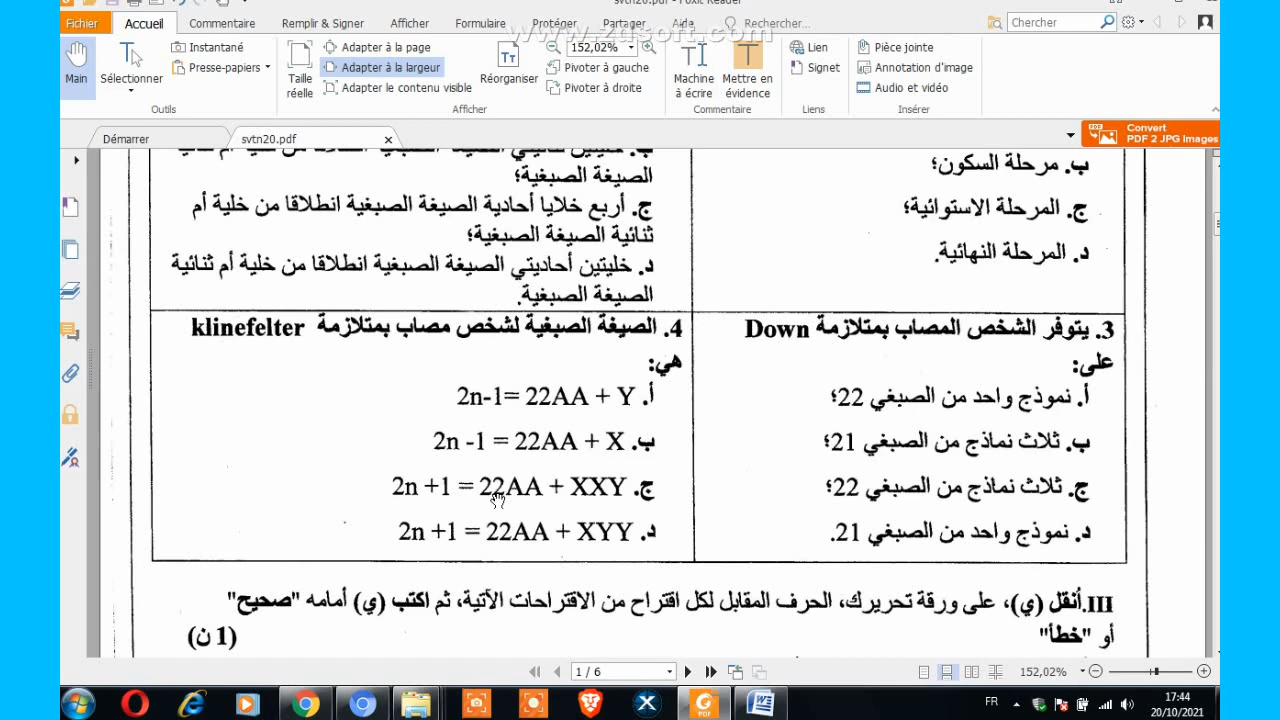 svtn20.pdf - Foxit Reader
www.zdsoft.com
Fichier Accueil Commentaire Remplir & Signer Afficher Formulaire Protéger Partager Aide Rechercher... Chercher
Main
Sélectionner
Instantané
Presse-papiers
Outils
Taille réelle
Adapter à la page
Adapter à la largeur
Adapter le contenu visible
Réorganiser
152,02%
Pivoter à gauche
Pivoter à droite
Afficher
Machine à écrire
Mettre en évidence
Commentaire
Lien
Signet
Liens
Pièce jointe
Annotation d'image
Audio et vidéo
Insérer
Démarrer svtn20.pdf
Convert
PDF 2 JPG Images
ب. مرحلة السكون؛
ج. المرحلة الاستوائية؛
د. المرحلة النهائية.
الصيغة الصبغية؛
ج. أربع خلايا أحادية الصيغة الصبغية انطلاقا من خلية أم
ثنائية الصيغة الصبغية؛
د. خليتين أحاديتي الصيغة الصبغية انطلاقا من خلية أم ثنائية
الصيغة الصبغية.
3. يتوفر الشخص المصاب بمتلازمة Down
على:
أ. نموذج واحد من الصبغي 22؛
ب. ثلاث نماذج من الصبغي 21؛
ج. ثلاث نماذج من الصبغي 22؛
د. نموذج واحد من الصبغي 21.
4. الصيغة الصبغية لشخص مصاب بمتلازمة klinefelter
هي:
أ. 2n-1= 22AA + Y
ب. 2n -1 = 22AA + X
ج. 2n +1 = 22AA + XXY
د. 2n +1 = 22AA + XYY
III.أنقل (ي)، على ورقة تحريرك، الحرف المقابل لكل اقتراح من الاقتراحات الآتية، ثم اكتب (ي) أمامه "صحيح"
أو "خطأ" (1 ن)
1 / 6
152,02%
FR
17:44
20/10/2021